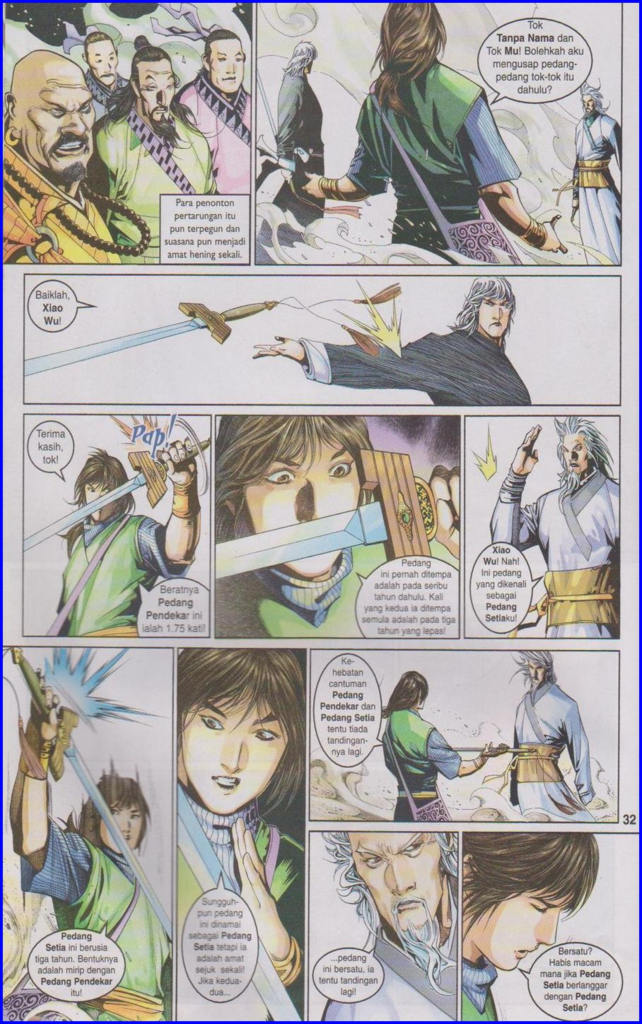 Para penonton
pertarungan itu
pun terpegun dan
suasana pun menjadi
amat hening sekali.
Tok
Tanpa Nama dan
Tok Mu! Bolehkah aku
mengusap pedang-
pedang tok-tok itu
dahulu?
Baiklah,
Xiao
Wu!
Terima
kasih,
tok!
Pap!
Beratnya
Pedang
Pendekar ini
ialah 1.75 kati!
Pedang
ini pernah ditempa
adalah pada seribu
tahun dahulu. Kali
yang kedua ia ditempa
semula adalah pada tiga
tahun yang lepas!
Xiao
Wu! Nah!
Ini pedang
yang dikenali
sebagai
Pedang
Setiaku!
Pedang
Setia ini berusia
tiga tahun. Bentuknya
adalah mirip dengan
Pedang Pendekar
itu!
Sungguh-
pun pedang
ini dinamai
sebagai Pedang
Setia tetapi ia
adalah amat
sejuk sekali!
Jika kedua-
dua...
Ke-
hebatan
cantuman
Pedang
Pendekar dan
Pedang Setia
tentu tiada
tandingan-
nya lagi.
32
...pedang
ini bersatu, ia
tentu tandingan
lagi!
Bersatu?
Habis macam
mana jika Pedang
Setia berlanggar
dengan Pedang
Setia?